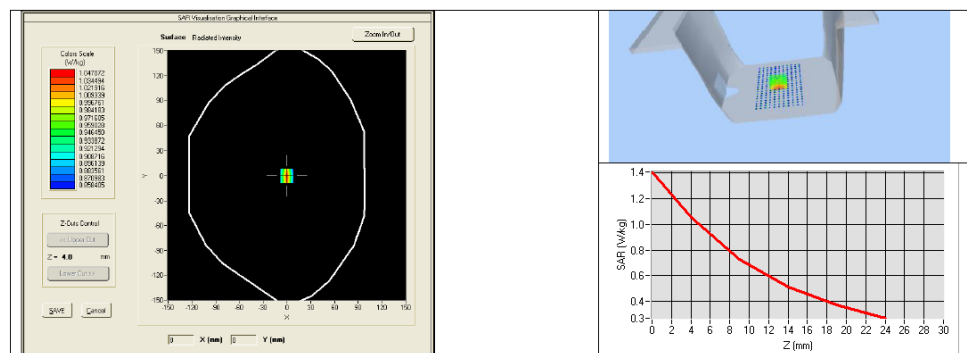 SAR Visualisation Graphical Interface
Surface Radiated Intensity
Zoom In/Out
Colors Scale
(W/kg)
1.047072
1.034494
1.021916
1.009339
0.996761
0.984183
0.971605
0.959028
0.946450
0.933872
0.921294
0.908716
0.896139
0.883561
0.870983
0.858405
Z-Cuts Control
<< Upper Cut
Z = 4.0 mm
Lower Cut >>
SAVE Cancel
150
120
90
60
30
0
-30
-60
-90
-120
-150
Y
-150 -120 -90 -60 -30 0 30 60 90 120 150
X
0 X (mm) 0 Y (mm)
1.4
1.2
1.0
0.8
0.6
0.4
0.3
SAR (W/kg)
0 2 4 6 8 10 12 14 16 18 20 22 24 26 28 30
Z (mm)